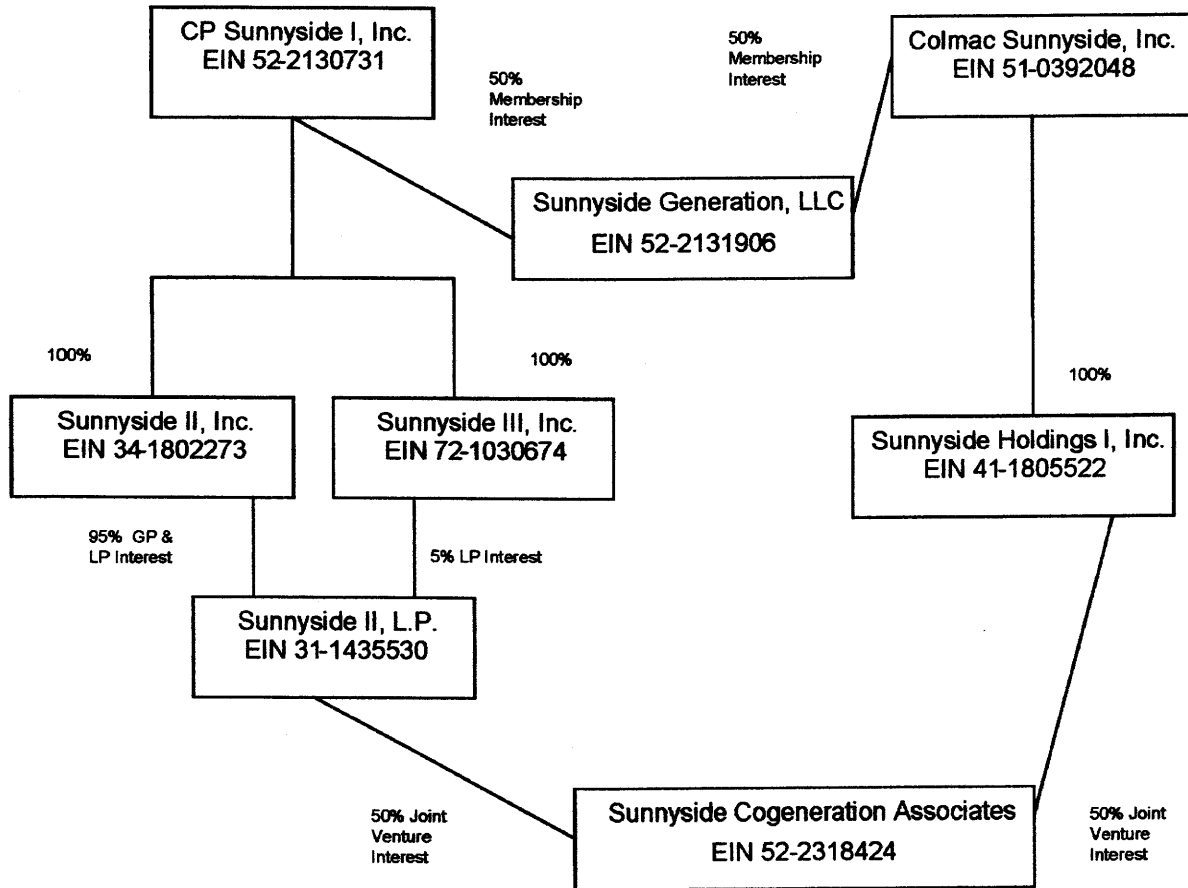 CP Sunnyside I, Inc.
EIN 52-2130731
50%
Membership
Interest
50%
Membership
Interest
Colmac Sunnyside, Inc.
EIN 51-0392048
Sunnyside Generation, LLC
EIN 52-2131906
100%
100%
100%
Sunnyside II, Inc.
EIN 34-1802273
Sunnyside III, Inc.
EIN 72-1030674
Sunnyside Holdings I, Inc.
EIN 41-1805522
95% GP &
LP Interest
5% LP Interest
Sunnyside II, L.P.
EIN 31-1435530
50% Joint
Venture
Interest
Sunnyside Cogeneration Associates
EIN 52-2318424
50% Joint
Venture
Interest